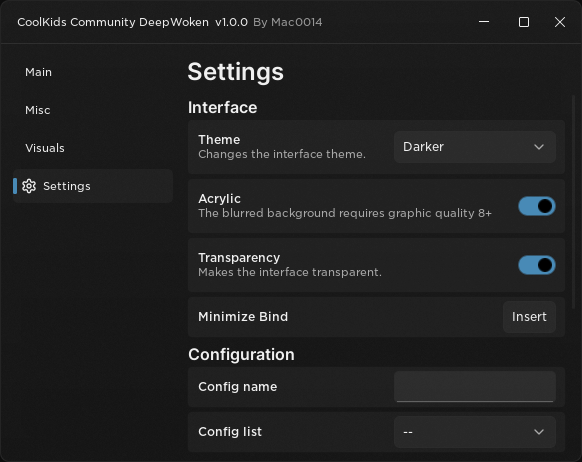 CoolKids Community DeepWoken v1.0.0 By Mac0014
Main
Misc
Visuals
Settings
Settings
Interface
Theme
Changes the interface theme.
Darker
Acrylic
The blurred background requires graphic quality 8+
Transparency
Makes the interface transparent.
Minimize Bind
Insert
Configuration
Config name
Config list
--